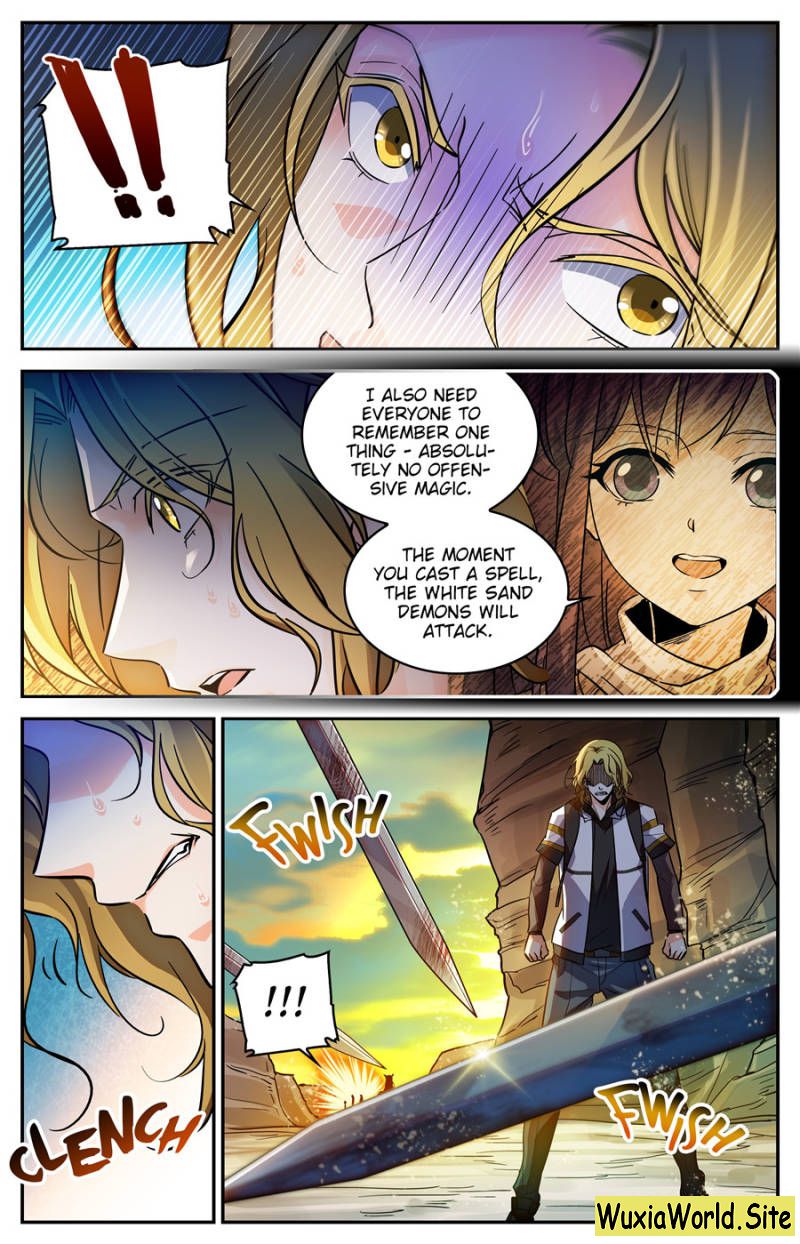 !!
I ALSO NEED
EVERYONE TO
REMEMBER ONE
THING - ABSOLU-
TELY NO OFFEN-
SIVE MAGIC.
THE MOMENT
YOU CAST A SPELL,
THE WHITE SAND
DEMONS WILL
ATTACK.
CLENCH
FWISH
!!!
FWISH
WuxiaWorld.Site